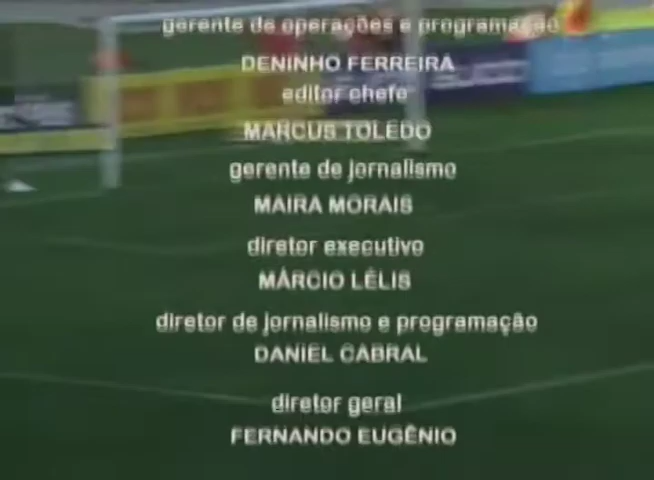 gerente de operações e programação
DENINHO FERREIRA
editor chefe
MARCUS TOLEDO
gerente de jornalismo
MAIRA MORAIS
diretor executivo
MÁRCIO LÉLIS
diretor de jornalismo e programação
DANIEL CABRAL
diretor geral
FERNANDO EUGÊNIO